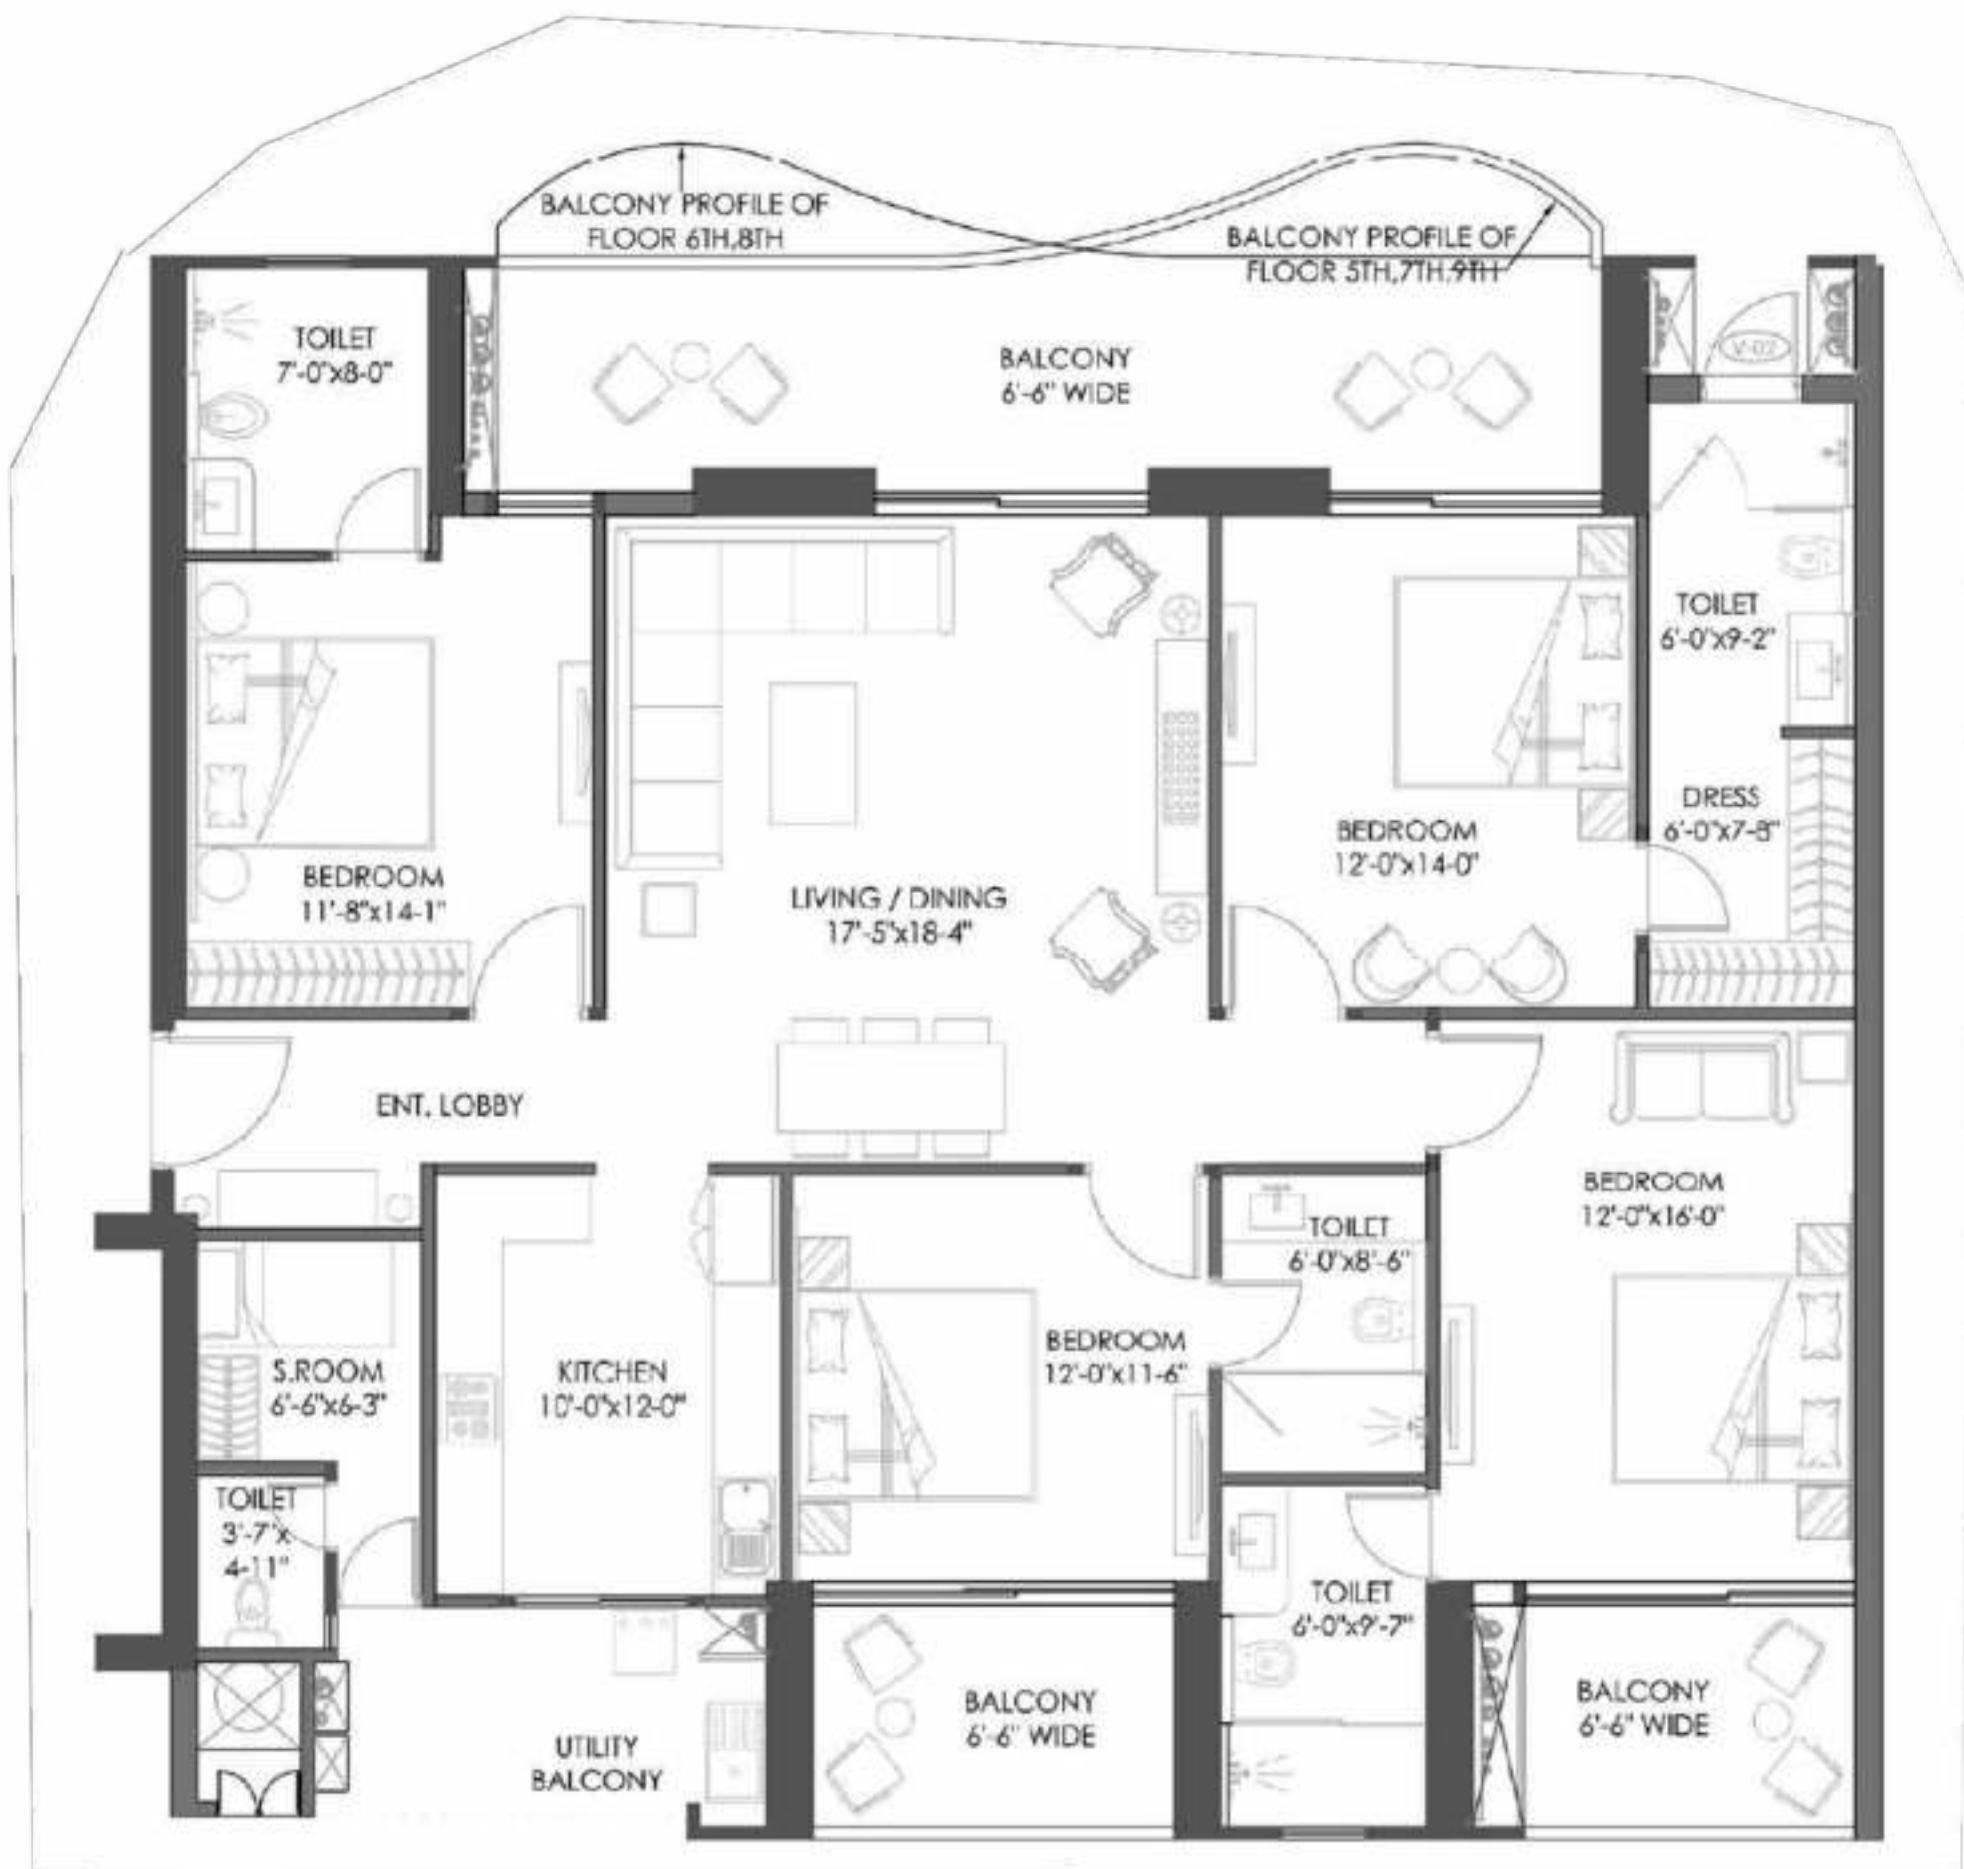 BALCONY PROFILE OF
FLOOR 6TH,8TH
BALCONY PROFILE OF
FLOOR 5TH,7TH,9TH
TOILET
7'-0"x8-0"
BALCONY
6'-6" WIDE
V-02
TOILET
6'-0"x9-2"
DRESS
6'-0"x7-8"
BEDROOM
12'-0"x14-0"
BEDROOM
11'-8"x14-1"
LIVING / DINING
17'-5"x18-4"
ENT. LOBBY
BEDROOM
12'-0"x16'-0"
TOILET
6'-0"x8'-6"
BEDROOM
12'-0"x11-6"
S.ROOM
6'-6"x6-3"
KITCHEN
10'-0"x12-0"
TOILET
3'-7"x
4-11"
TOILET
6'-0"x9'-7"
BALCONY
6'-6" WIDE
BALCONY
6'-6" WIDE
UTILITY
BALCONY